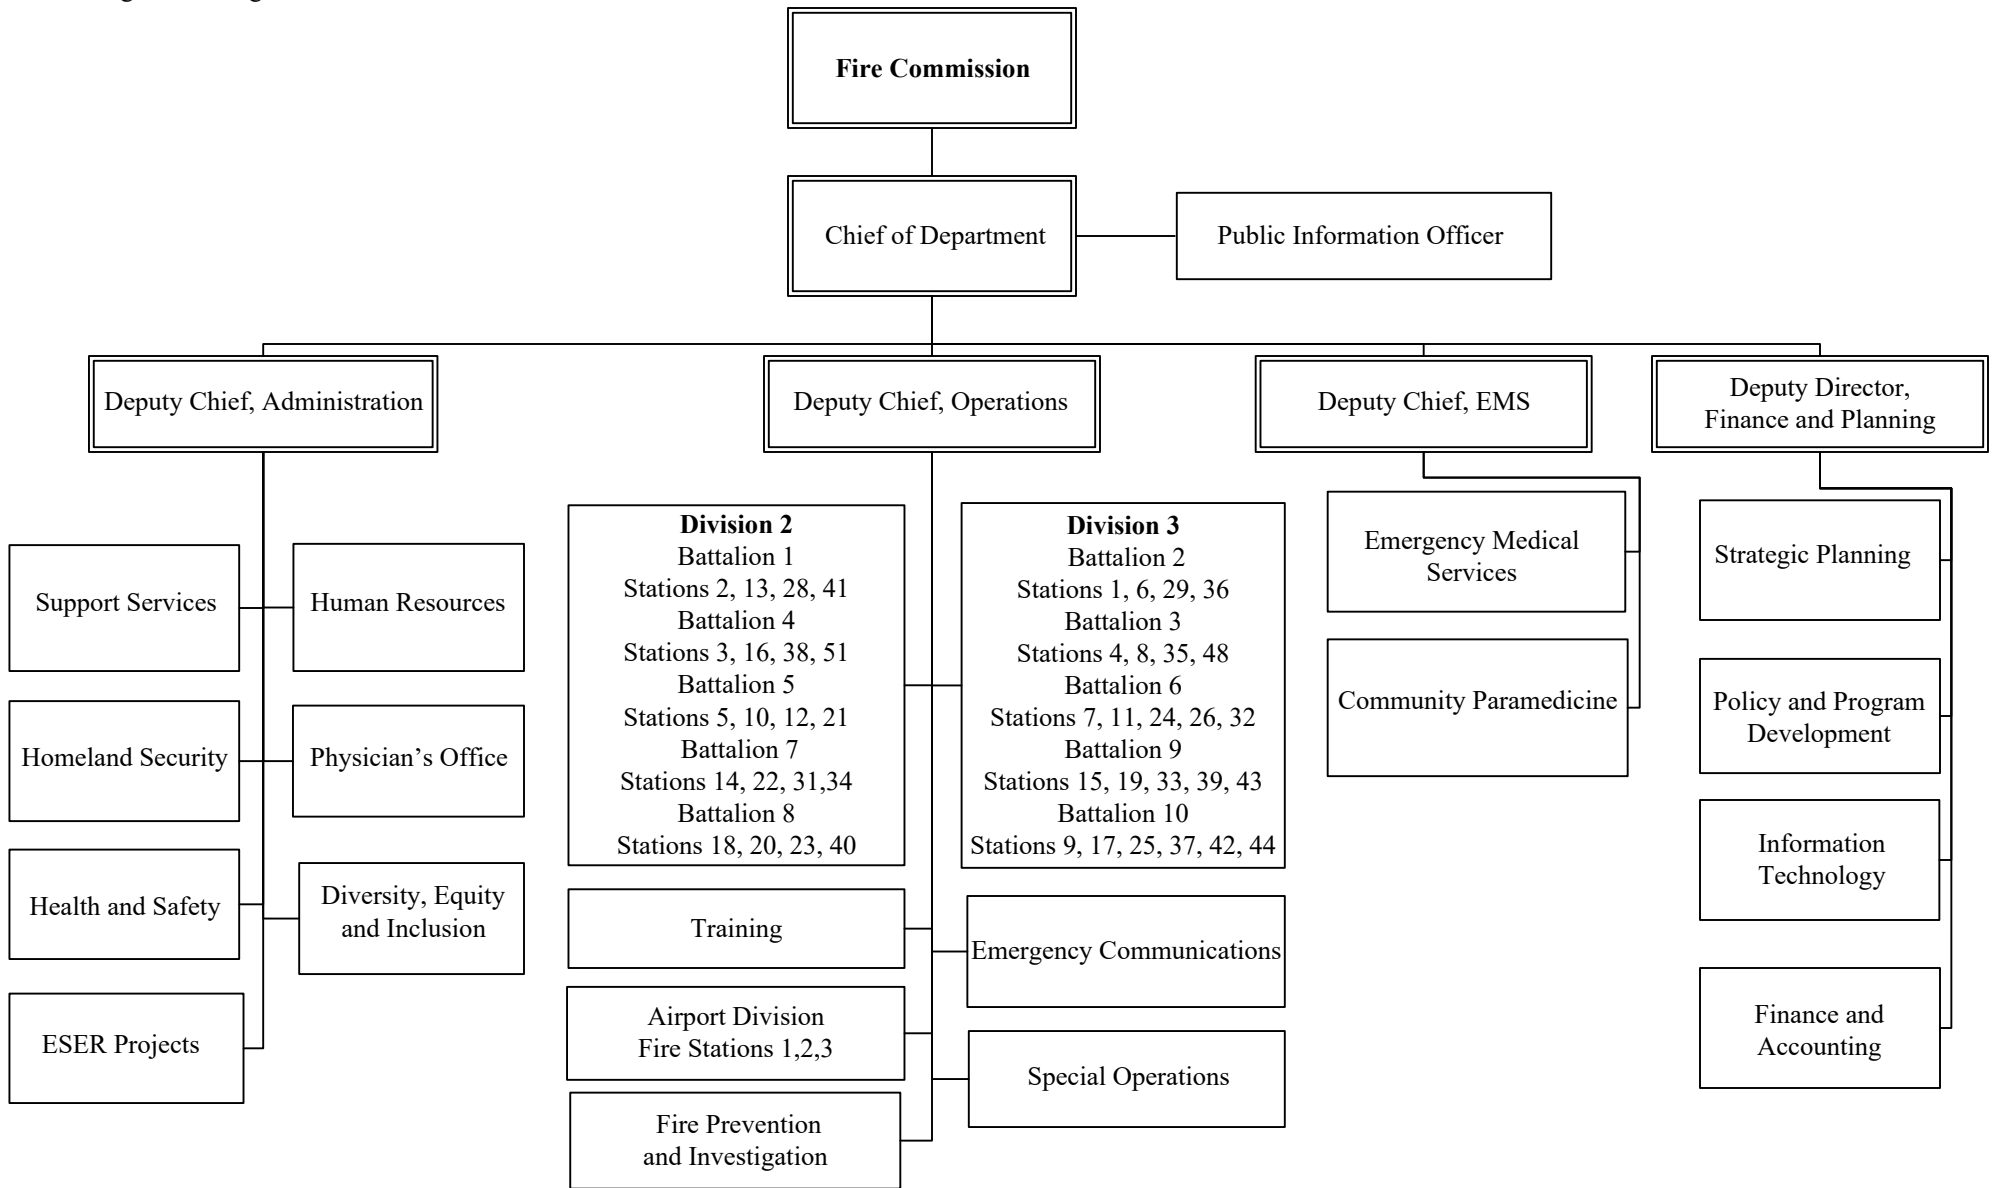 Fire Commission
Chief of Department
Public Information Officer
Deputy Chief, Administration
Deputy Chief, Operations
Deputy Chief, EMS
Deputy Director,
Finance and Planning
Support Services
Human Resources
Homeland Security
Physician’s Office
Health and Safety
Diversity, Equity
and Inclusion
ESER Projects
Division 2
Battalion 1
Stations 2, 13, 28, 41
Battalion 4
Stations 3, 16, 38, 51
Battalion 5
Stations 5, 10, 12, 21
Battalion 7
Stations 14, 22, 31,34
Battalion 8
Stations 18, 20, 23, 40
Division 3
Battalion 2
Stations 1, 6, 29, 36
Battalion 3
Stations 4, 8, 35, 48
Battalion 6
Stations 7, 11, 24, 26, 32
Battalion 9
Stations 15, 19, 33, 39, 43
Battalion 10
Stations 9, 17, 25, 37, 42, 44
Training
Emergency Communications
Airport Division
Fire Stations 1,2,3
Special Operations
Fire Prevention
and Investigation
Emergency Medical
Services
Community Paramedicine
Strategic Planning
Policy and Program
Development
Information
Technology
Finance and
Accounting